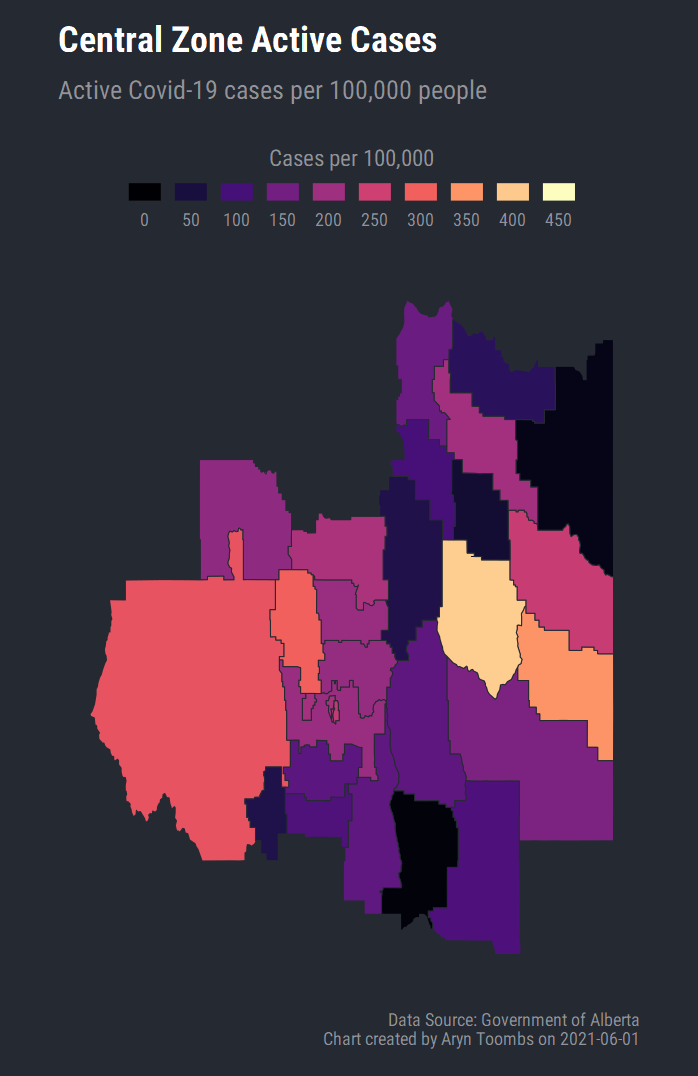 Central Zone Active Cases
Active Covid-19 cases per 100,000 people
Cases per 100,000
0 50 100 150 200 250 300 350 400 450
Data Source: Government of Alberta
Chart created by Aryn Toombs on 2021-06-01